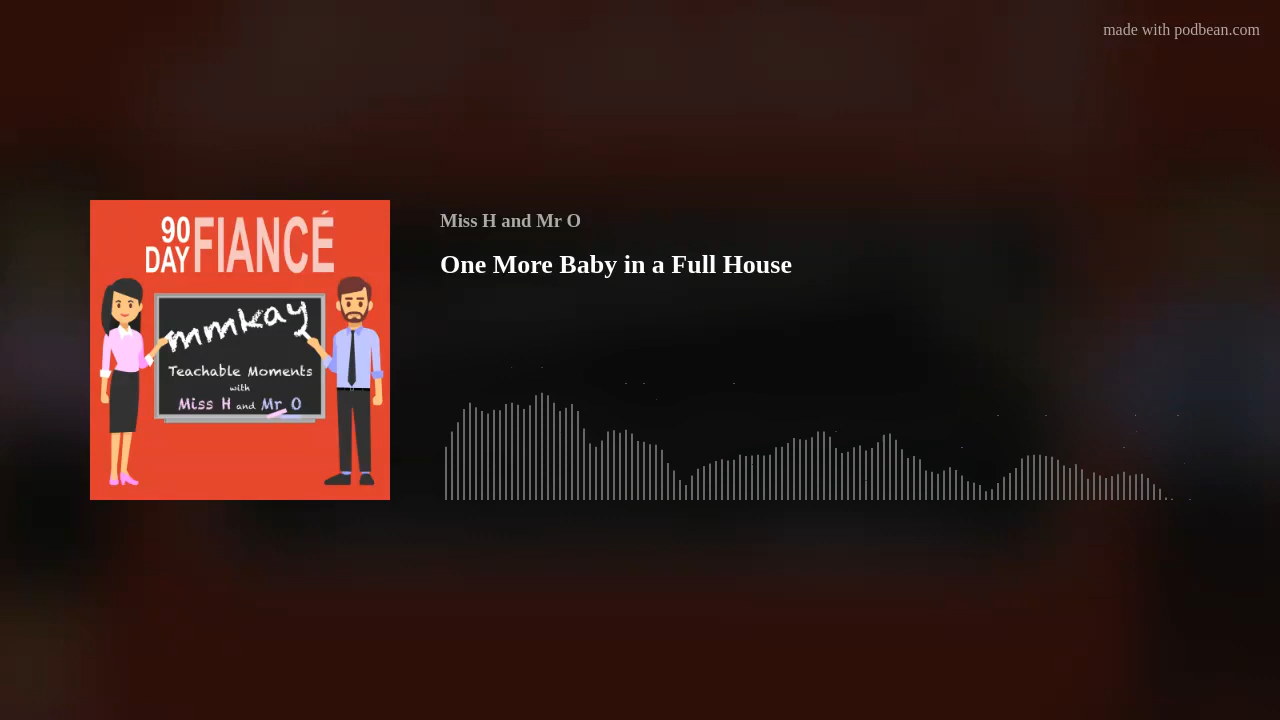 made with podbean.com
90
DAY FIANCÉ
mmkay
Teachable Moments
with
Miss H and Mr O
Miss H and Mr O
One More Baby in a Full House